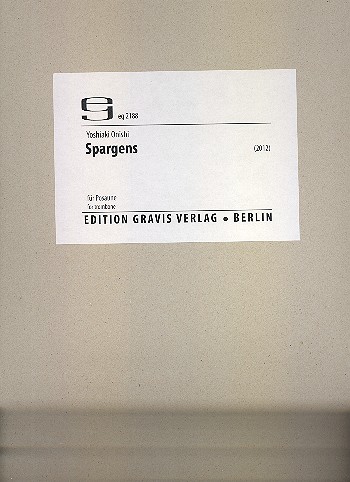 eg 2188
Yoshiaki Onishi
Spargens
(2012)
für Posaune
for trombone
EDITION GRAVIS VERLAG • BERLIN